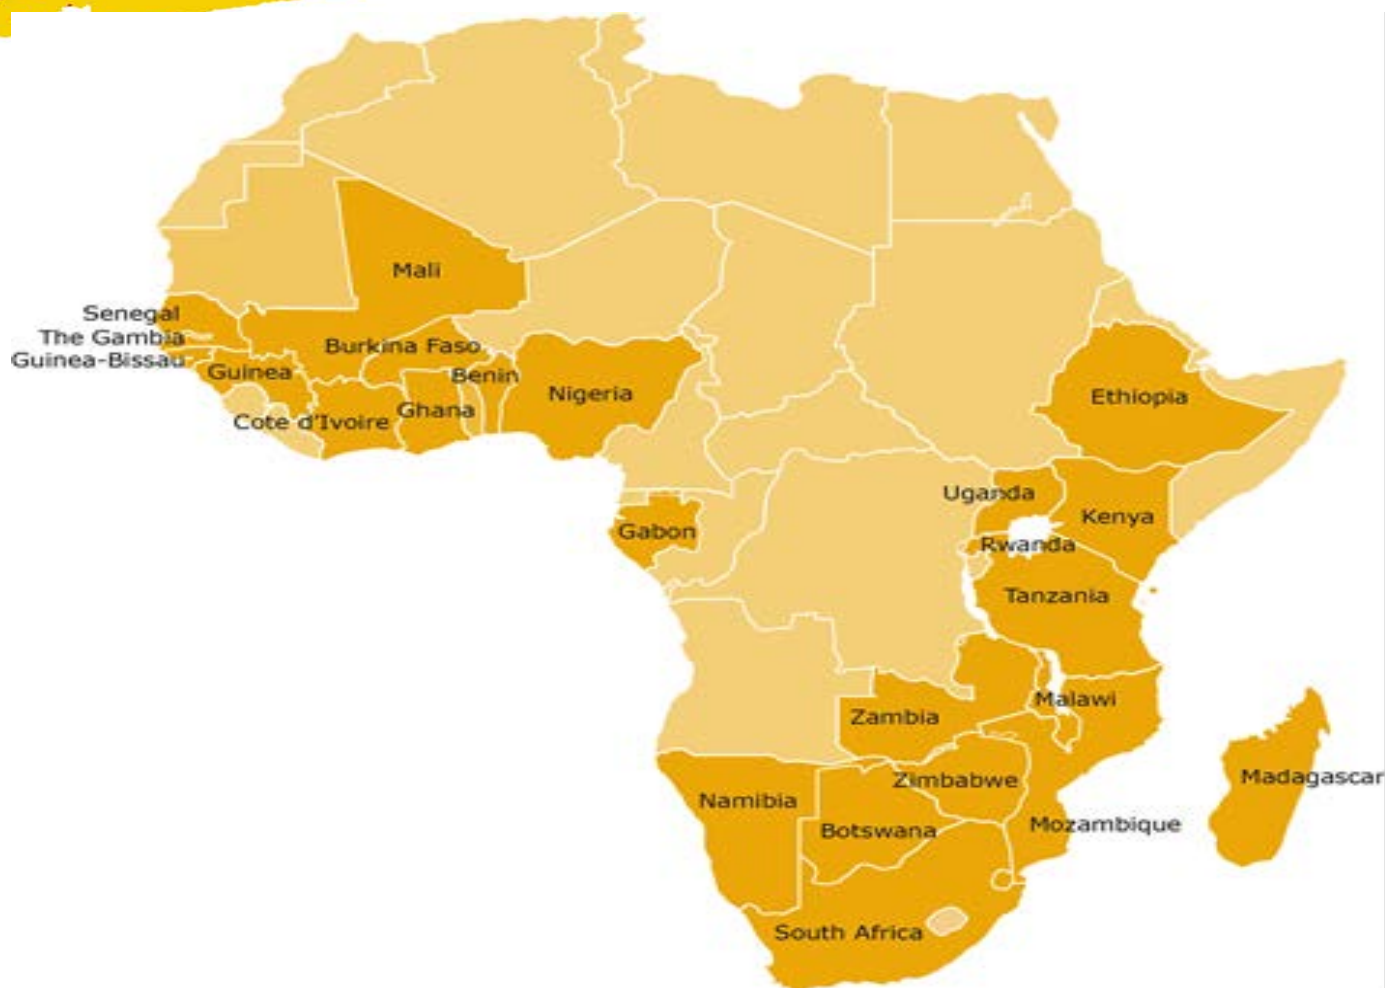 Mali
Senegal
The Gambia
Guinea-Bissau
Burkina Faso
Guinea
Benin
Nigeria
Ghana
Cote d'Ivoire
Ethiopia
Uganda
Kenya
Gabon
Rwanda
Tanzania
Malawi
Zambia
Zimbabwe
Madagascar
Namibia
Mozambique
Botswana
South Africa